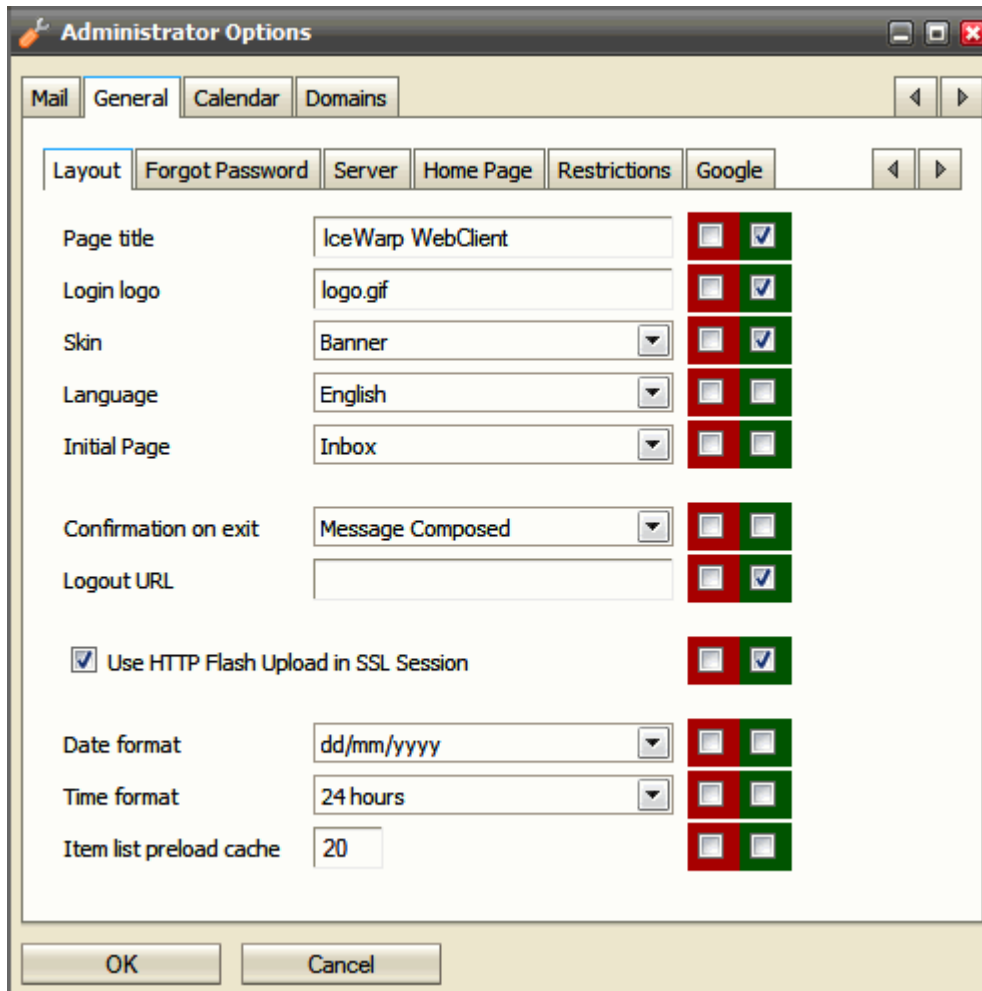 Administrator Options
Mail General Calendar Domains
Layout Forgot Password Server Home Page Restrictions Google
Page title IceWarp WebClient
Login logo logo.gif
Skin Banner
Language English
Initial Page Inbox
Confirmation on exit Message Composed
Logout URL
Use HTTP Flash Upload in SSL Session
Date format dd/mm/yyyy
Time format 24 hours
Item list preload cache 20
OK Cancel